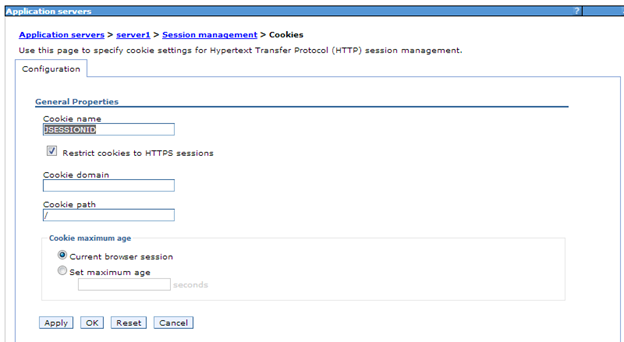 Application servers ?
Application servers > server1 > Session management > Cookies
Use this page to specify cookie settings for Hypertext Transfer Protocol (HTTP) session management.
Configuration
General Properties
Cookie name
JSESSIONID
Restrict cookies to HTTPS sessions
Cookie domain
Cookie path
/
Cookie maximum age
Current browser session
Set maximum age
seconds
Apply OK Reset Cancel